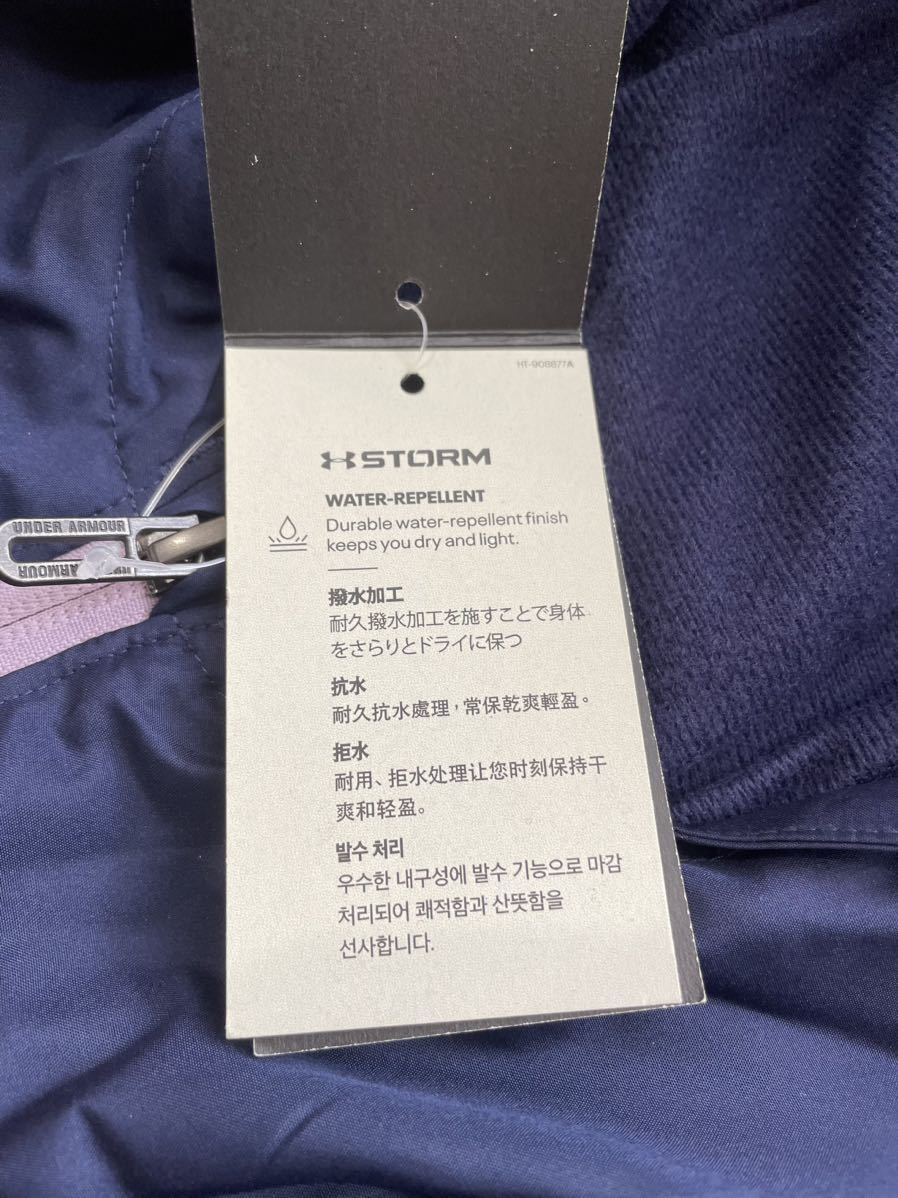 HT-908877A
STORM
WATER-REPELLENT
Durable water-repellent finish
keeps you dry and light.
撥水加工
耐久撥水加工を施すことで身体
をさらりとドライに保つ
抗水
耐久抗水處理，常保乾爽輕盈。
拒水
耐用、拒水处理让您时刻保持干
爽和轻盈。
발수 처리
우수한 내구성에 발수 기능으로 마감
처리되어 쾌적함과 산뜻함을
선사합니다.
UNDER ARMOUR
ARMOUR